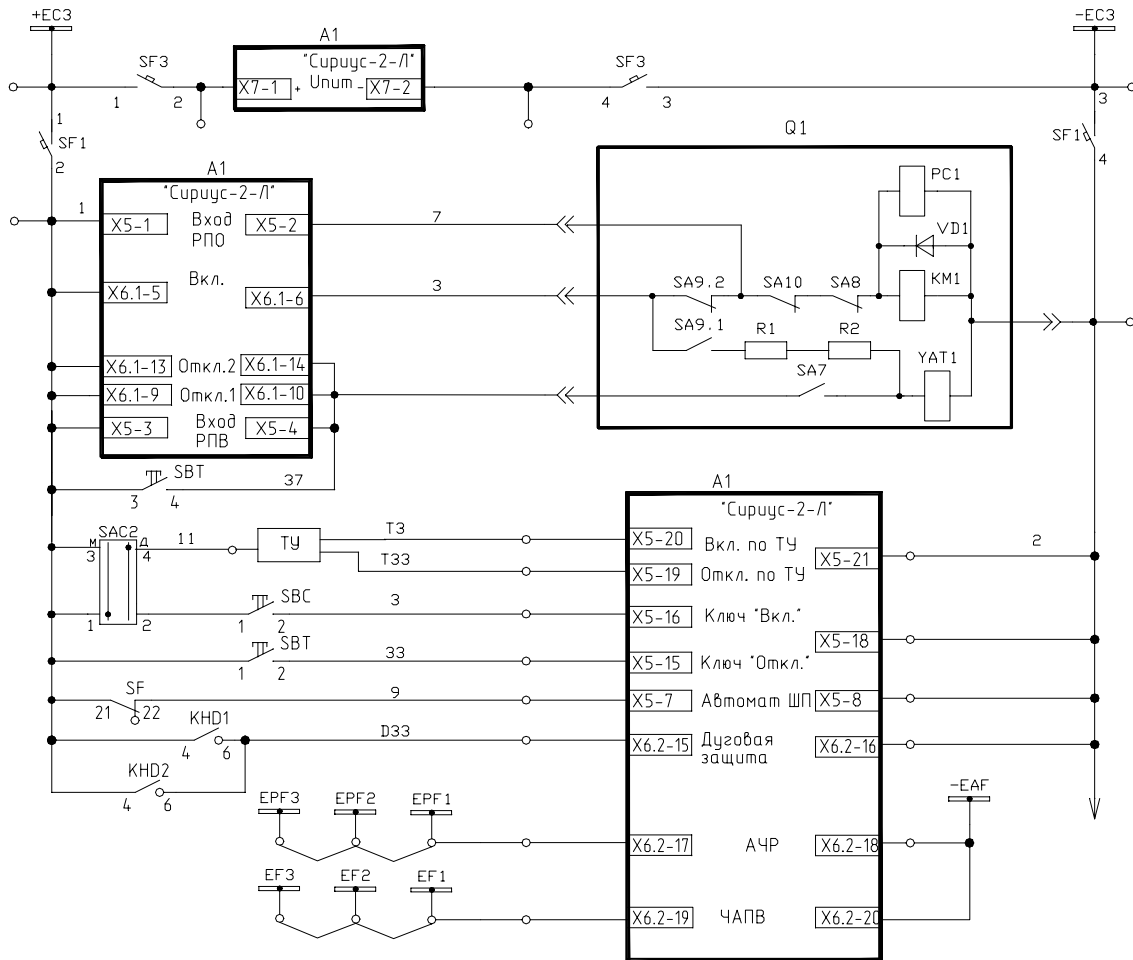 +EC3
-EC3
A1
SF3
"Сириус-2-Л"
SF3
X7-1 + Uпит - X7-2
1 2
4 3
3
1
SF1
2
Q1
SF1
4
A1
"Сириус-2-Л"
1
X5-1 Вход РПО X5-2
7
PC1
VD1
Вкл.
X6.1-5 X6.1-6
3
SA9.2 SA10 SA8 KM1
SA9.1 R1 R2
X6.1-13 Откл.2 X6.1-14
YAT1
SA7
X6.1-9 Откл.1 X6.1-10
X5-3 Вход РПВ X5-4
SBT
3 4
37
A1
"Сириус-2-Л"
SAC2
М 3 Д 4
11
ТУ
Т3
X5-20 Вкл. по ТУ
X5-21
2
Т33
X5-19 Откл. по ТУ
1 2
SBC
1 2
3
X5-16 Ключ "Вкл."
X5-18
SBT
1 2
33
X5-15 Ключ "Откл."
SF
21 22
9
X5-7 Автомат ШП X5-8
KHD1
4 6
D33
X6.2-15 Дуговая защита X6.2-16
KHD2
4 6
EPF3 EPF2 EPF1
-EAF
X6.2-17 АЧР X6.2-18
EF3 EF2 EF1
X6.2-19 ЧАПВ X6.2-20